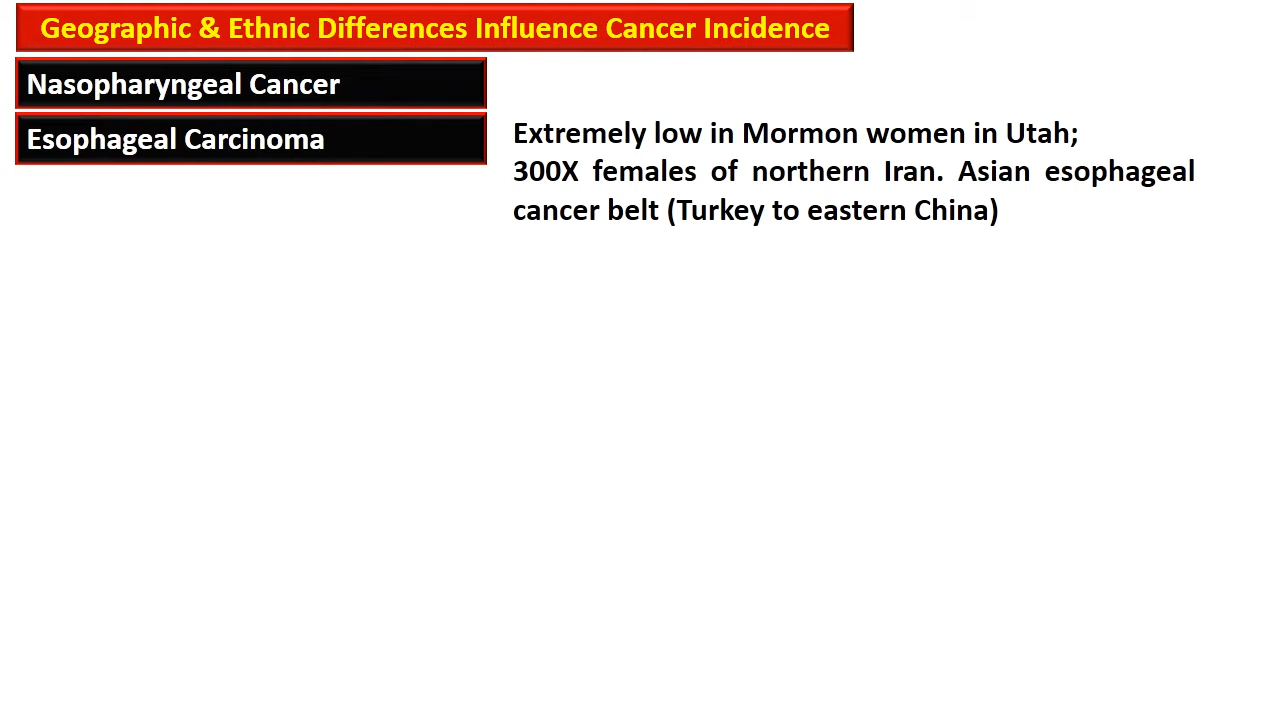 Geographic & Ethnic Differences Influence Cancer Incidence
Nasopharyngeal Cancer
Esophageal Carcinoma
Extremely low in Mormon women in Utah;
300X females of northern Iran. Asian esophageal
cancer belt (Turkey to eastern China)